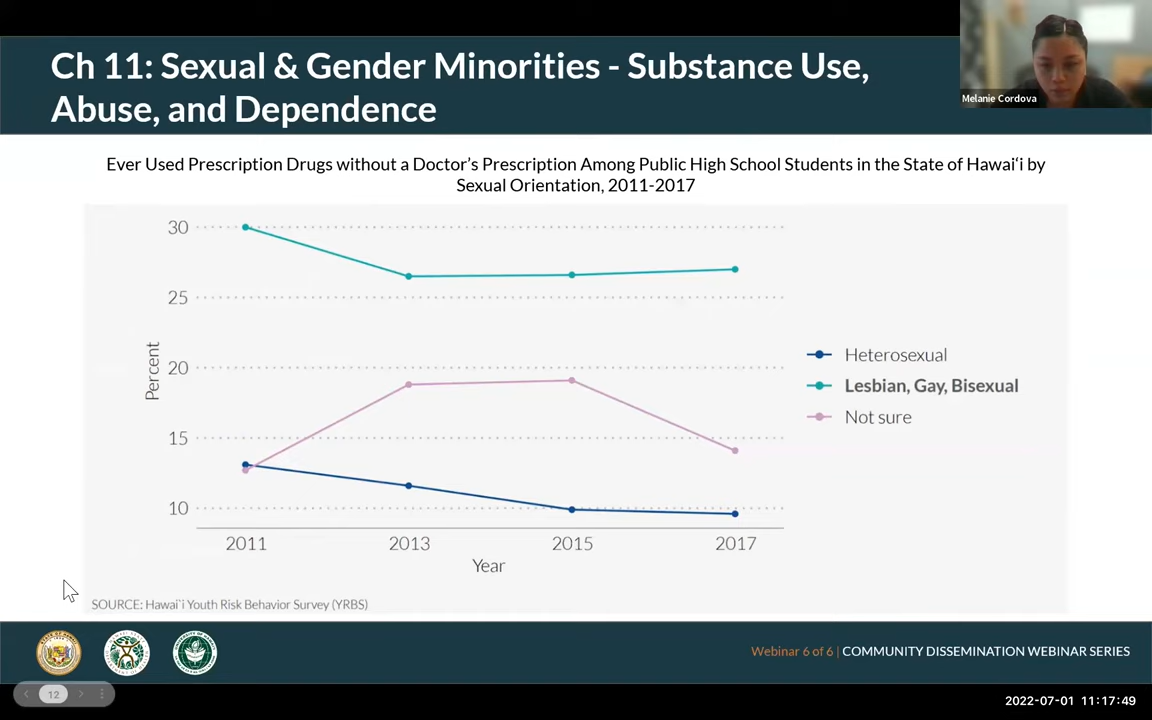 Ch 11: Sexual & Gender Minorities - Substance Use,
Abuse, and Dependence
Melanie Cordova
Ever Used Prescription Drugs without a Doctor's Prescription Among Public High School Students in the State of Hawaiʻi by
Sexual Orientation, 2011-2017
30
25
20
15
10
Percent
2011 2013 2015 2017
Year
Heterosexual
Lesbian, Gay, Bisexual
Not sure
SOURCE: Hawaiʻi Youth Risk Behavior Survey (YRBS)
Webinar 6 of 6 | COMMUNITY DISSEMINATION WEBINAR SERIES
12
2022-07-01 11:17:49